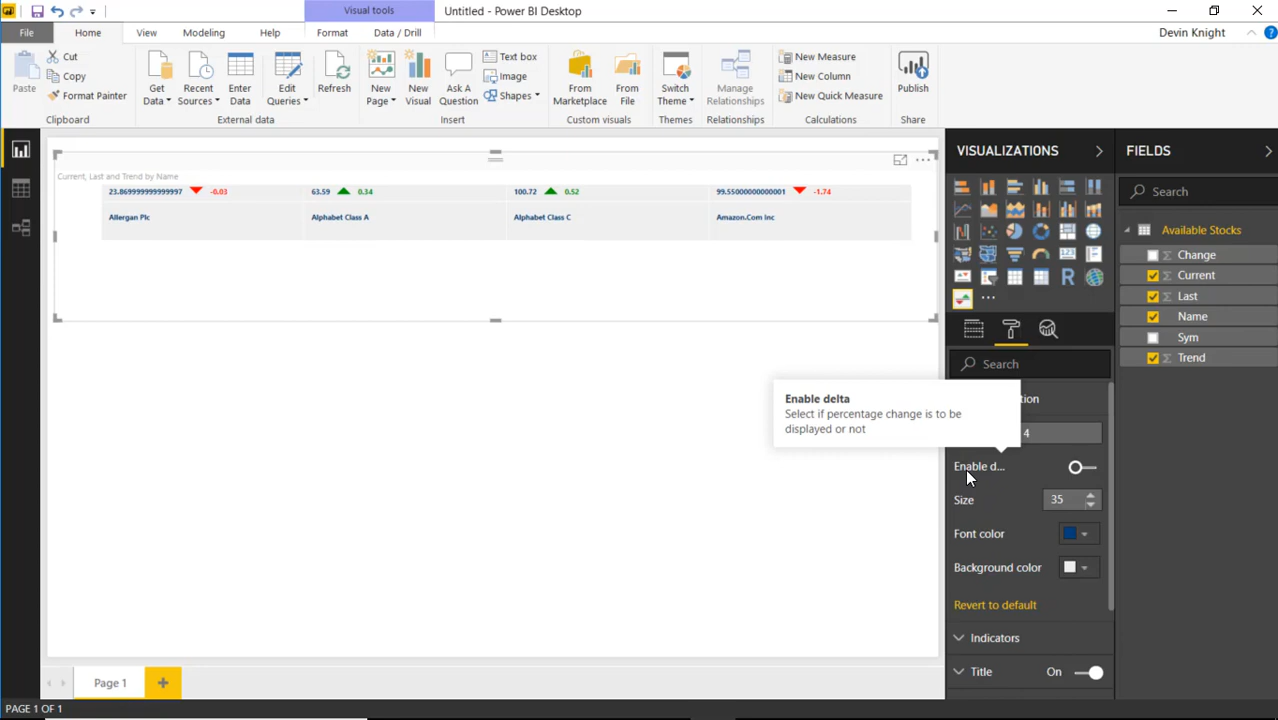 Visual tools
Untitled - Power BI Desktop
File
Home
View
Modeling
Help
Format
Data / Drill
Devin Knight
Paste
Cut
Copy
Format Painter
Clipboard
Get Data
Recent Sources
Enter Data
Edit Queries
Refresh
External data
New Page
New Visual
Ask A Question
Text box
Image
Shapes
Insert
From Marketplace
From File
Custom visuals
Switch Theme
Themes
Manage Relationships
Relationships
New Measure
New Column
New Quick Measure
Calculations
Publish
Share
Current, Last and Trend by Name
23.869999999999997 -0.03 63.59 0.34 100.72 0.52 99.55000000000001 -1.74
Allergan Plc Alphabet Class A Alphabet Class C Amazon.Com Inc
VISUALIZATIONS
Search
tion
4
Enable delta
Select if percentage change is to be
displayed or not
Enable d...
Size 35
Font color
Background color
Revert to default
Indicators
Title On
FIELDS
Search
Available Stocks
Change
Current
Last
Name
Sym
Trend
Page 1
PAGE 1 OF 1